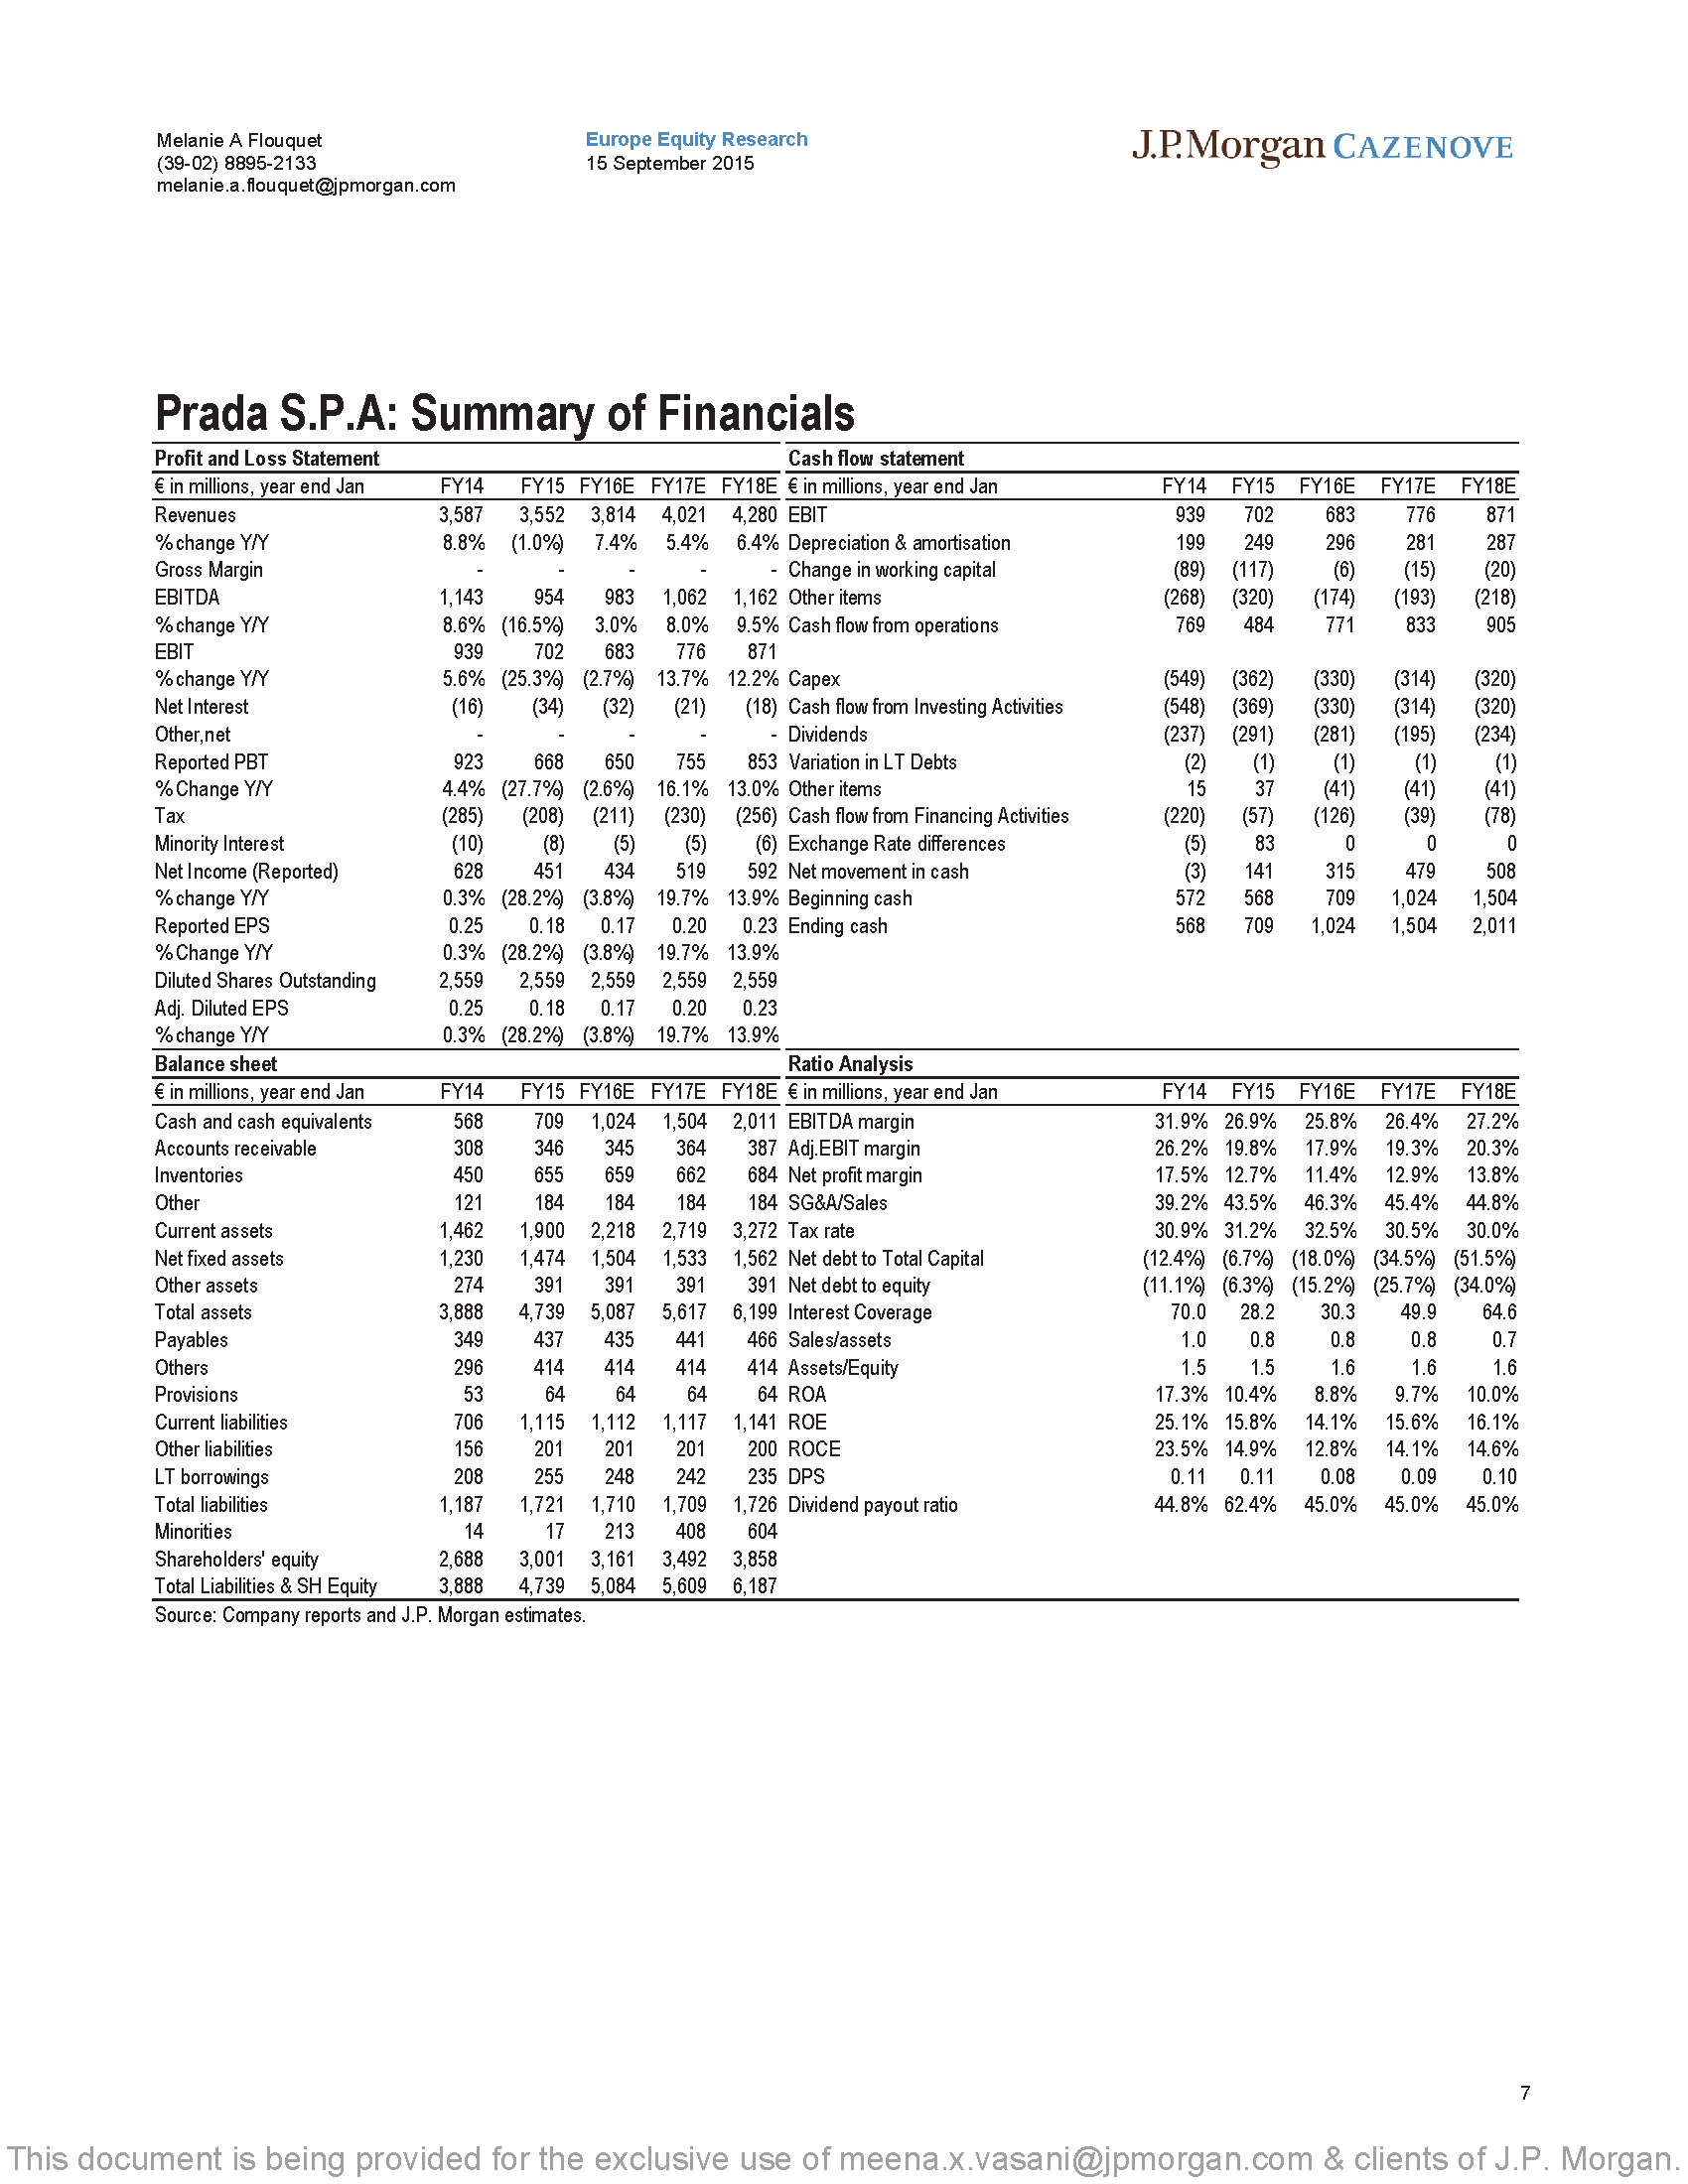 Melanie A Flouquet
(39-02) 8895-2133
melanie.a.flouquet@jpmorgan.com
Europe Equity Research
15 September 2015
J.P.Morgan CAZENOVE
Prada S.P.A: Summary of Financials
Profit and Loss Statement
€ in millions, year end Jan FY14 FY15 FY16E FY17E FY18E
Revenues 3,587 3,552 3,814 4,021 4,280
% change Y/Y 8.8% (1.0%) 7.4% 5.4% 6.4%
Gross Margin - - - - -
EBITDA 1,143 954 983 1,062 1,162
% change Y/Y 8.6% (16.5%) 3.0% 8.0% 9.5%
EBIT 939 702 683 776 871
% change Y/Y 5.6% (25.3%) (2.7%) 13.7% 12.2%
Net Interest (16) (34) (32) (21) (18)
Other,net - - - - -
Reported PBT 923 668 650 755 853
% Change Y/Y 4.4% (27.7%) (2.6%) 16.1% 13.0%
Tax (285) (208) (211) (230) (256)
Minority Interest (10) (8) (5) (5) (6)
Net Income (Reported) 628 451 434 519 592
% change Y/Y 0.3% (28.2%) (3.8%) 19.7% 13.9%
Reported EPS 0.25 0.18 0.17 0.20 0.23
% Change Y/Y 0.3% (28.2%) (3.8%) 19.7% 13.9%
Diluted Shares Outstanding 2,559 2,559 2,559 2,559 2,559
Adj. Diluted EPS 0.25 0.18 0.17 0.20 0.23
% change Y/Y 0.3% (28.2%) (3.8%) 19.7% 13.9%
Cash flow statement
€ in millions, year end Jan FY14 FY15 FY16E FY17E FY18E
EBIT 939 702 683 776 871
Depreciation & amortisation 199 249 296 281 287
Change in working capital (89) (117) (6) (15) (20)
Other items (268) (320) (174) (193) (218)
Cash flow from operations 769 484 771 833 905
Capex (549) (362) (330) (314) (320)
Cash flow from Investing Activities (548) (369) (330) (314) (320)
Dividends (237) (291) (281) (195) (234)
Variation in LT Debts (2) (1) (1) (1) (1)
Other items 15 37 (41) (41) (41)
Cash flow from Financing Activities (220) (57) (126) (39) (78)
Exchange Rate differences (5) 83 0 0 0
Net movement in cash (3) 141 315 479 508
Beginning cash 572 568 709 1,024 1,504
Ending cash 568 709 1,024 1,504 2,011
Balance sheet
€ in millions, year end Jan FY14 FY15 FY16E FY17E FY18E
Cash and cash equivalents 568 709 1,024 1,504 2,011
Accounts receivable 308 346 345 364 387
Inventories 450 655 659 662 684
Other 121 184 184 184 184
Current assets 1,462 1,900 2,218 2,719 3,272
Net fixed assets 1,230 1,474 1,504 1,533 1,562
Other assets 274 391 391 391 391
Total assets 3,888 4,739 5,087 5,617 6,199
Payables 349 437 435 441 466
Others 296 414 414 414 414
Provisions 53 64 64 64 64
Current liabilities 706 1,115 1,112 1,117 1,141
Other liabilities 156 201 201 201 200
LT borrowings 208 255 248 242 235
Total liabilities 1,187 1,721 1,710 1,709 1,726
Minorities 14 17 213 408 604
Shareholders' equity 2,688 3,001 3,161 3,492 3,858
Total Liabilities & SH Equity 3,888 4,739 5,084 5,609 6,187
Ratio Analysis
€ in millions, year end Jan FY14 FY15 FY16E FY17E FY18E
EBITDA margin 31.9% 26.9% 25.8% 26.4% 27.2%
Adj.EBIT margin 26.2% 19.8% 17.9% 19.3% 20.3%
Net profit margin 17.5% 12.7% 11.4% 12.9% 13.8%
SG&A/Sales 39.2% 43.5% 46.3% 45.4% 44.8%
Tax rate 30.9% 31.2% 32.5% 30.5% 30.0%
Net debt to Total Capital (12.4%) (6.7%) (18.0%) (34.5%) (51.5%)
Net debt to equity (11.1%) (6.3%) (15.2%) (25.7%) (34.0%)
Interest Coverage 70.0 28.2 30.3 49.9 64.6
Sales/assets 1.0 0.8 0.8 0.8 0.7
Assets/Equity 1.5 1.5 1.6 1.6 1.6
ROA 17.3% 10.4% 8.8% 9.7% 10.0%
ROE 25.1% 15.8% 14.1% 15.6% 16.1%
ROCE 23.5% 14.9% 12.8% 14.1% 14.6%
DPS 0.11 0.11 0.08 0.09 0.10
Dividend payout ratio 44.8% 62.4% 45.0% 45.0% 45.0%
Source: Company reports and J.P. Morgan estimates.
7
This document is being provided for the exclusive use of meena.x.vasani@jpmorgan.com & clients of J.P. Morgan.